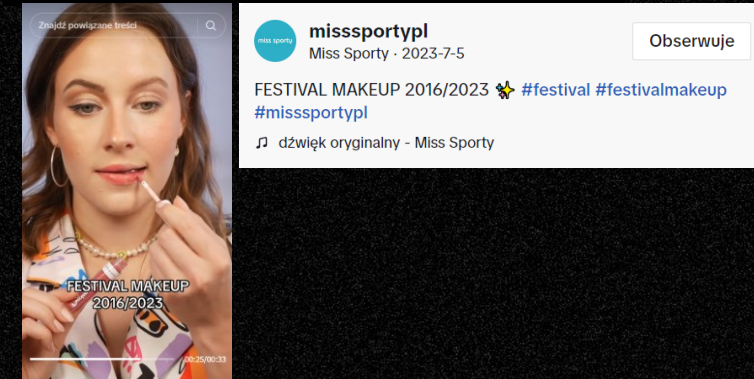 Znajdź powiązane treści
FESTIVAL MAKEUP
2016/2023
00:25/00:33
miss sporty
misssportypl
Miss Sporty · 2023-7-5
Obserwuje
FESTIVAL MAKEUP 2016/2023 ✨ #festival #festivalmakeup
#misssportypl
♫ dźwięk oryginalny - Miss Sporty